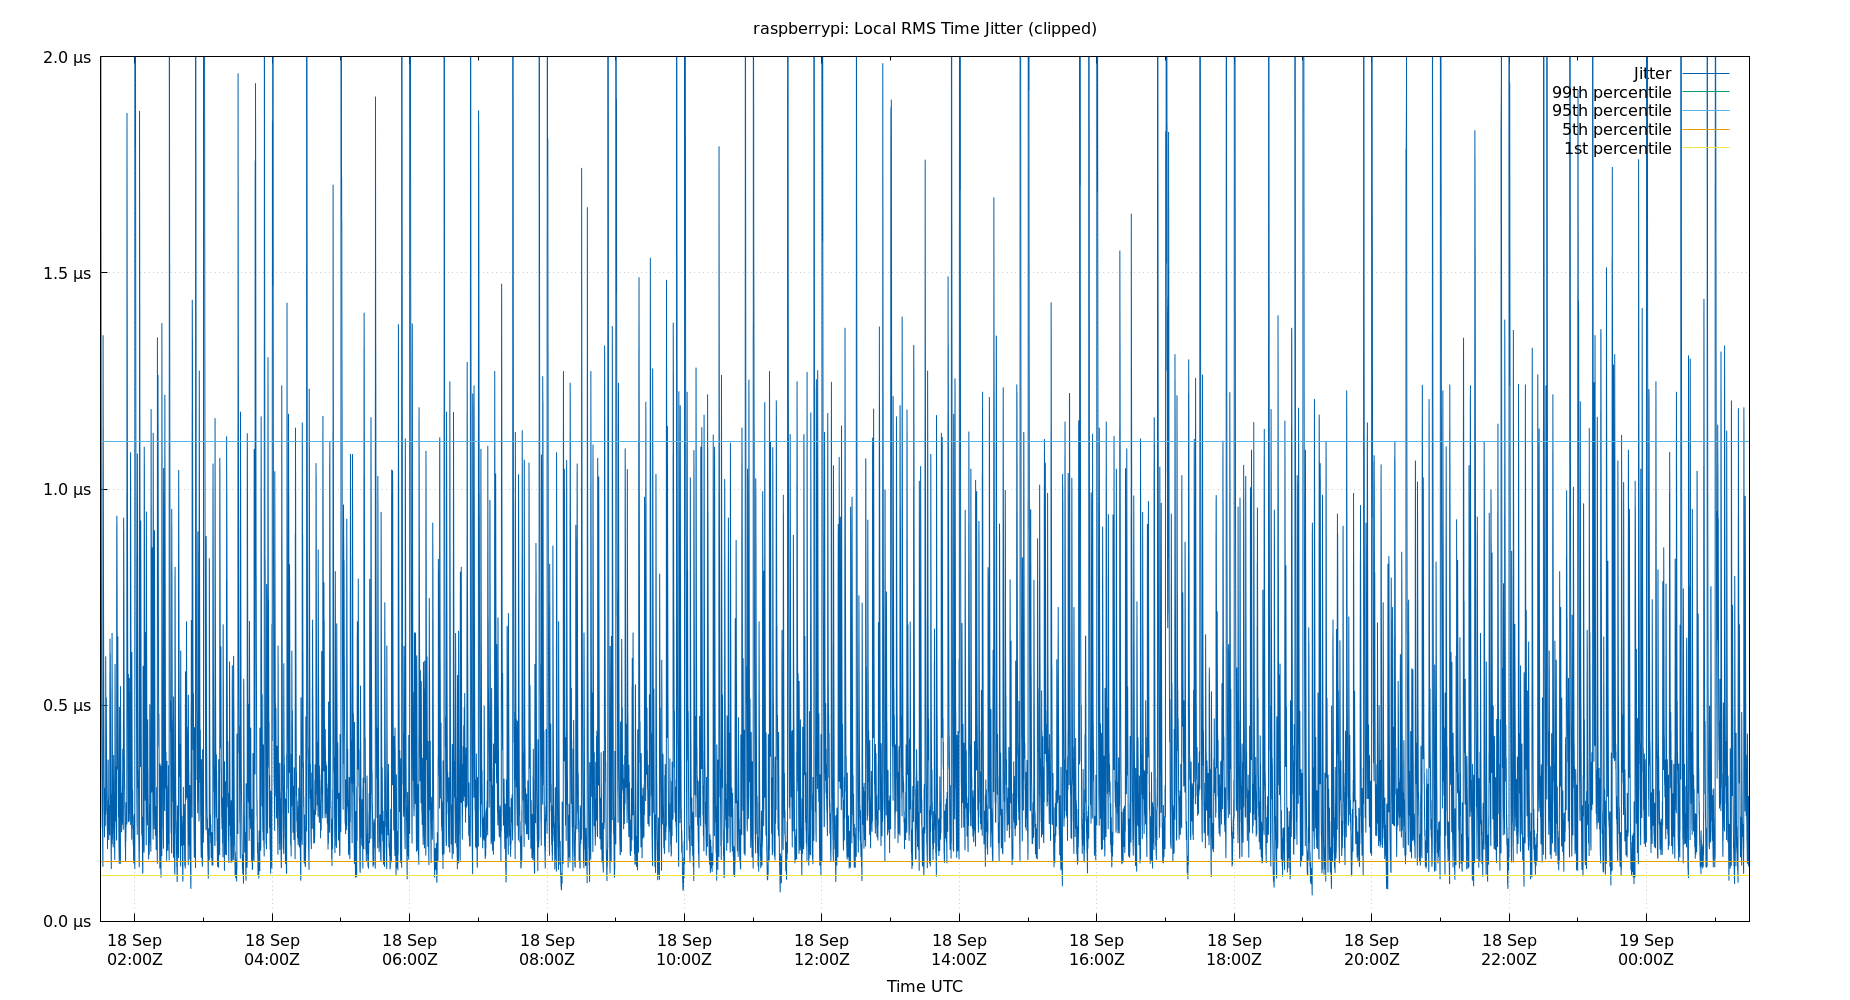 raspberrypi: Local RMS Time Jitter (clipped)
2.0 µs
1.5 µs
1.0 µs
0.5 µs
0.0 µs
Jitter
99th percentile
95th percentile
5th percentile
1st percentile
18 Sep 18 Sep 18 Sep 18 Sep 18 Sep 18 Sep 18 Sep 18 Sep 18 Sep 18 Sep 18 Sep 19 Sep
02:00Z 04:00Z 06:00Z 08:00Z 10:00Z 12:00Z 14:00Z 16:00Z 18:00Z 20:00Z 22:00Z 00:00Z
Time UTC